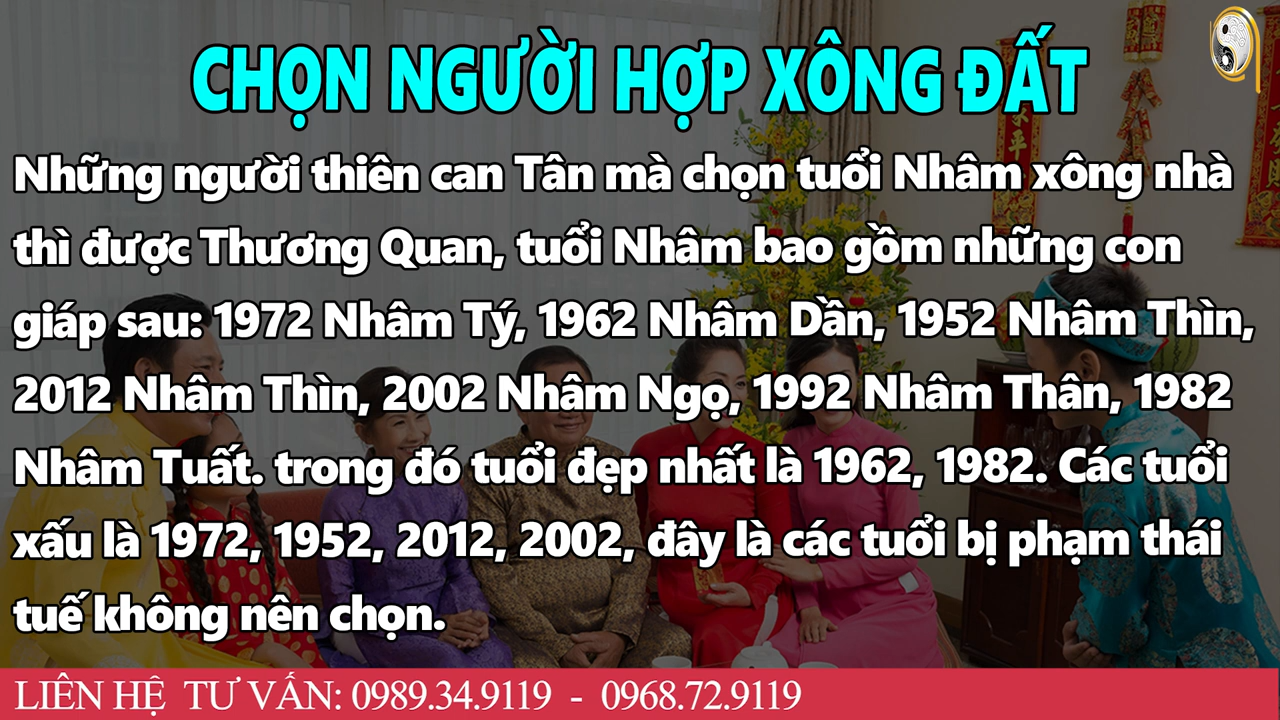 CHỌN NGƯỜI HỢP XÔNG ĐẤT
Những người thiên can Tân mà chọn tuổi Nhâm xông nhà
thì được Thương Quan, tuổi Nhâm bao gồm những con
giáp sau: 1972 Nhâm Tý, 1962 Nhâm Dần, 1952 Nhâm Thìn,
2012 Nhâm Thìn, 2002 Nhâm Ngọ, 1992 Nhâm Thân, 1982
Nhâm Tuất. trong đó tuổi đẹp nhất là 1962, 1982. Các tuổi
xấu là 1972, 1952, 2012, 2002, đây là các tuổi bị phạm thái
tuế không nên chọn.
LIÊN HỆ TƯ VẤN: 0989.34.9119 - 0968.72.9119